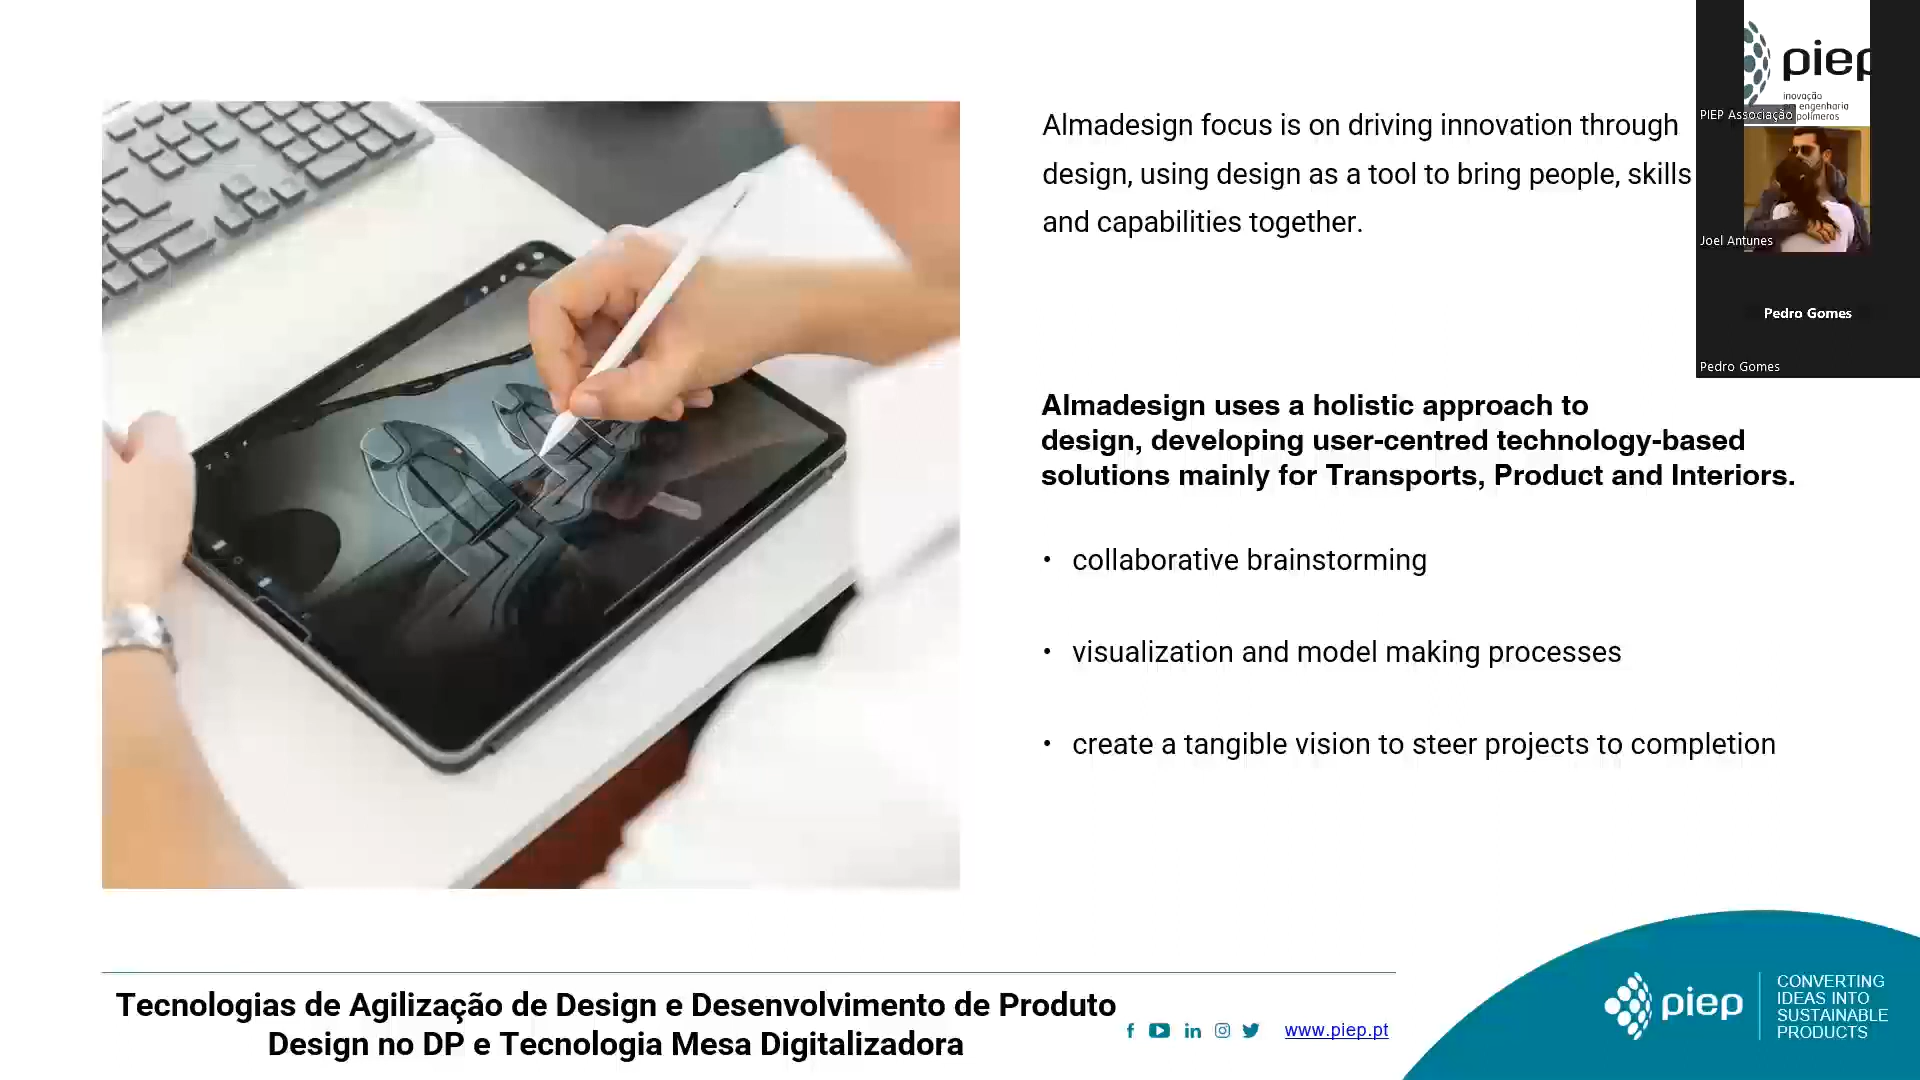 Almadesign focus is on driving innovation through
design, using design as a tool to bring people, skills
and capabilities together.
Almadesign uses a holistic approach to
design, developing user-centred technology-based
solutions mainly for Transports, Product and Interiors.
• collaborative brainstorming
• visualization and model making processes
• create a tangible vision to steer projects to completion
piep
inovação
engenharia
polímeros
PIEP Associação
Joel Antunes
Pedro Gomes
Pedro Gomes
Tecnologias de Agilização de Design e Desenvolvimento de Produto
Design no DP e Tecnologia Mesa Digitalizadora
www.piep.pt
piep
CONVERTING
IDEAS INTO
SUSTAINABLE
PRODUCTS